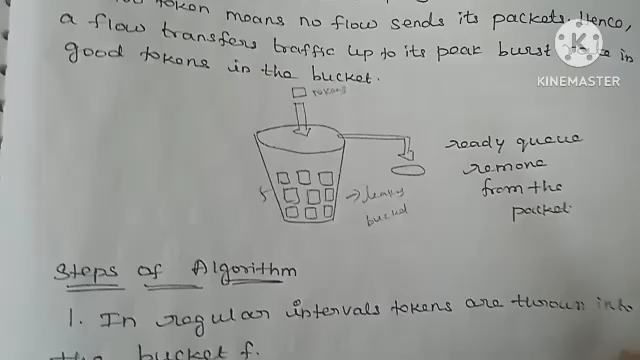 token means no flow sends its packets. Hence,
a flow transfers traffic up to its peak burst in
good tokens in the bucket.
tokens
leaky
bucket
ready queue
remone
from the
packet.
Steps of Algorithm
1. In regular intervals tokens are thrown into
the bucket f.
KINEMASTER